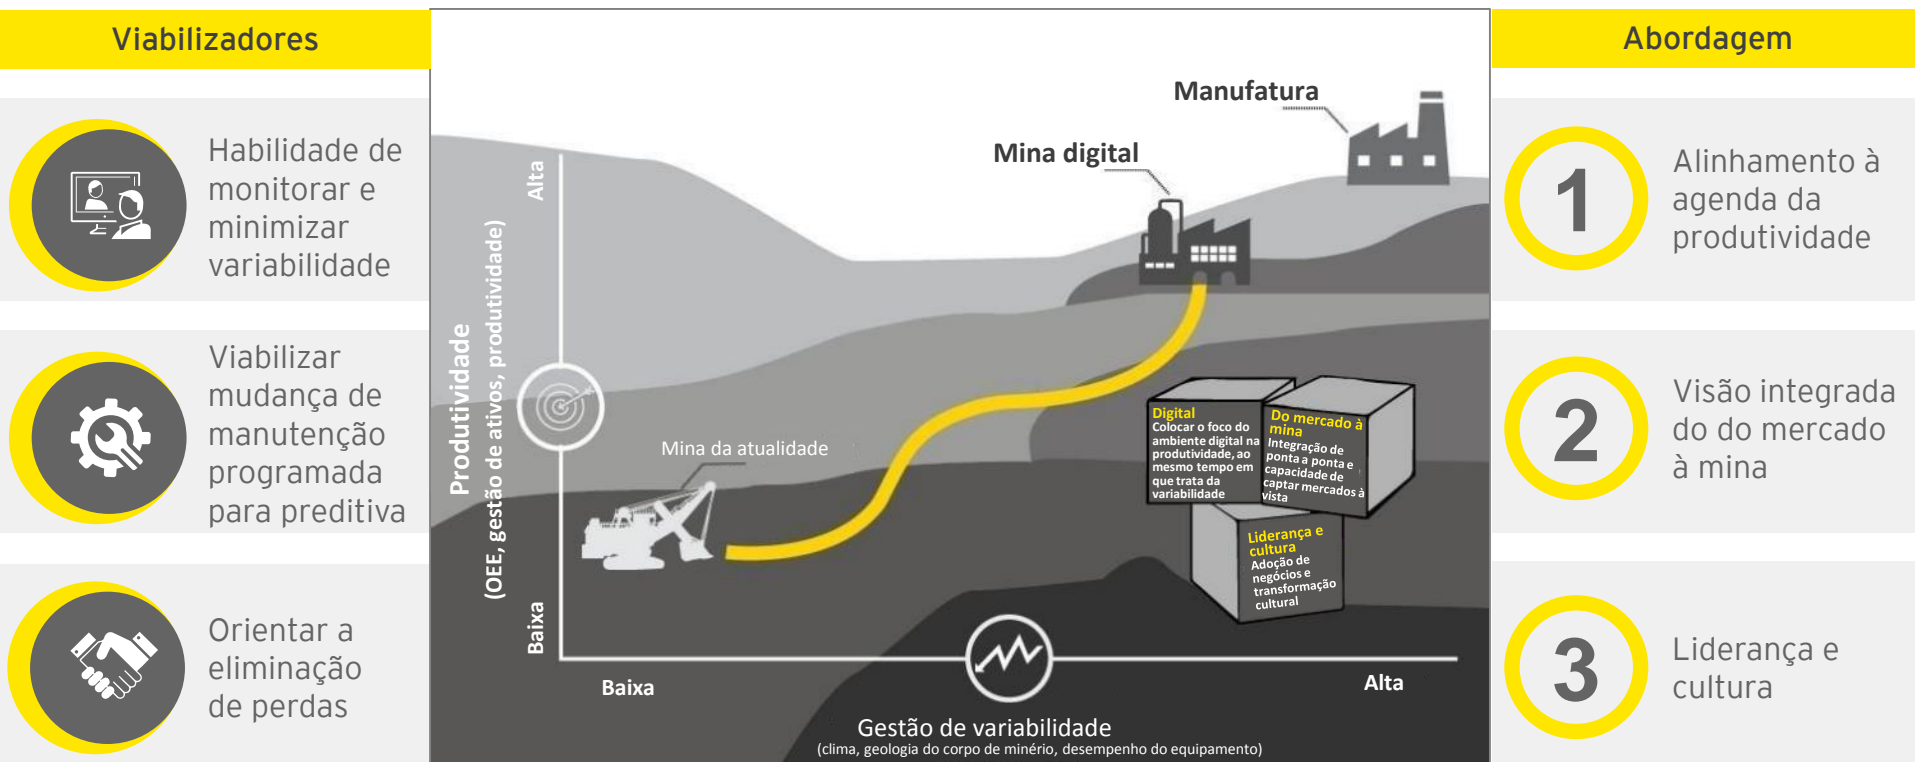 Viabilizadores
Habilidade de
monitorar e
minimizar
variabilidade
Viabilizar
mudança de
manutenção
programada
para preditiva
Orientar a
eliminação
de perdas
Manufatura
Mina digital
Alta
Produtividade
(OEE, gestão de ativos, produtividade)
Baixa
Mina da atualidade
Digital
Colocar o foco do
ambiente digital na
produtividade, ao
mesmo tempo em
que trata da
variabilidade
Do mercado à
mina
Integração de
ponta a ponta e
capacidade de
captar mercados à
vista
Liderança e
cultura
Adoção de
negócios e
transformação
cultural
Baixa
Alta
Gestão de variabilidade
(clima, geologia do corpo de minério, desempenho do equipamento)
Abordagem
1
Alinhamento à
agenda da
produtividade
2
Visão integrada
do do mercado
à mina
3
Liderança e
cultura